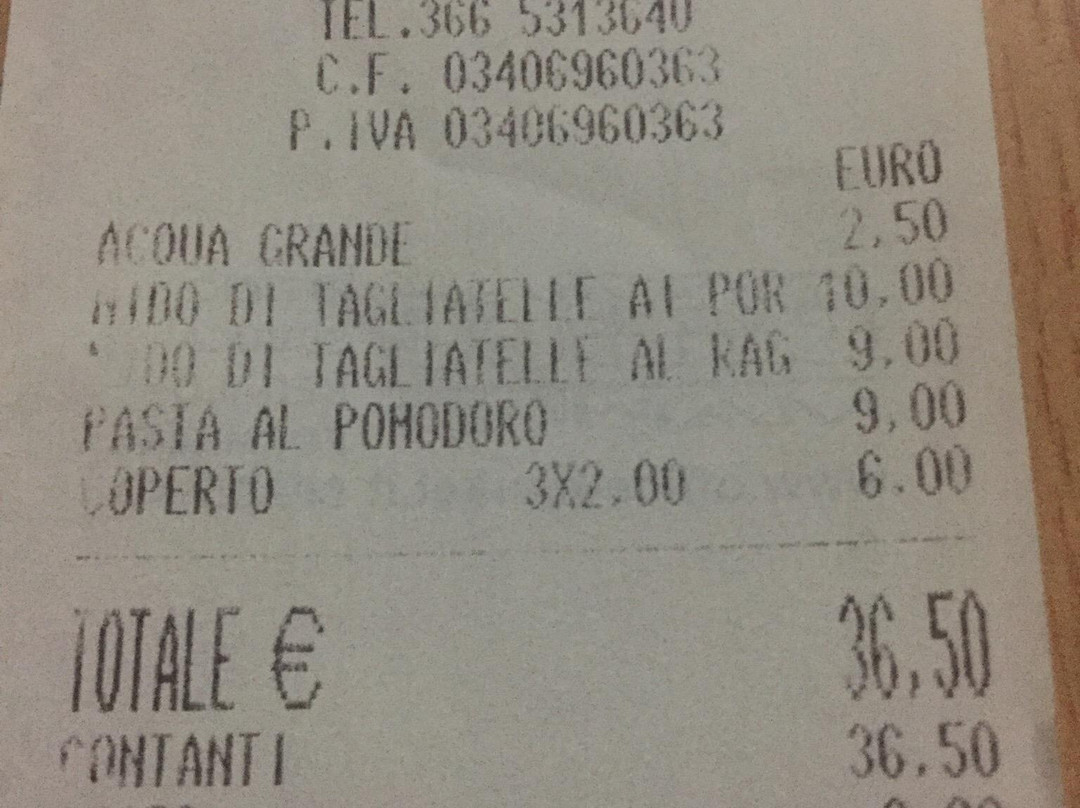 TEL.366 5313640
C.F. 03406960363
P.IVA 03406960363
EURO
ACQUA GRANDE 2,50
NIDO DI TAGLIATELLE AI POR 10,00
DI TAGLIATELLE AL RAG 9,00
PASTA AL POMODORO 9,00
COPERTO 3X2.00 6.00
TOTALE € 36,50
CONTANTI 36.50